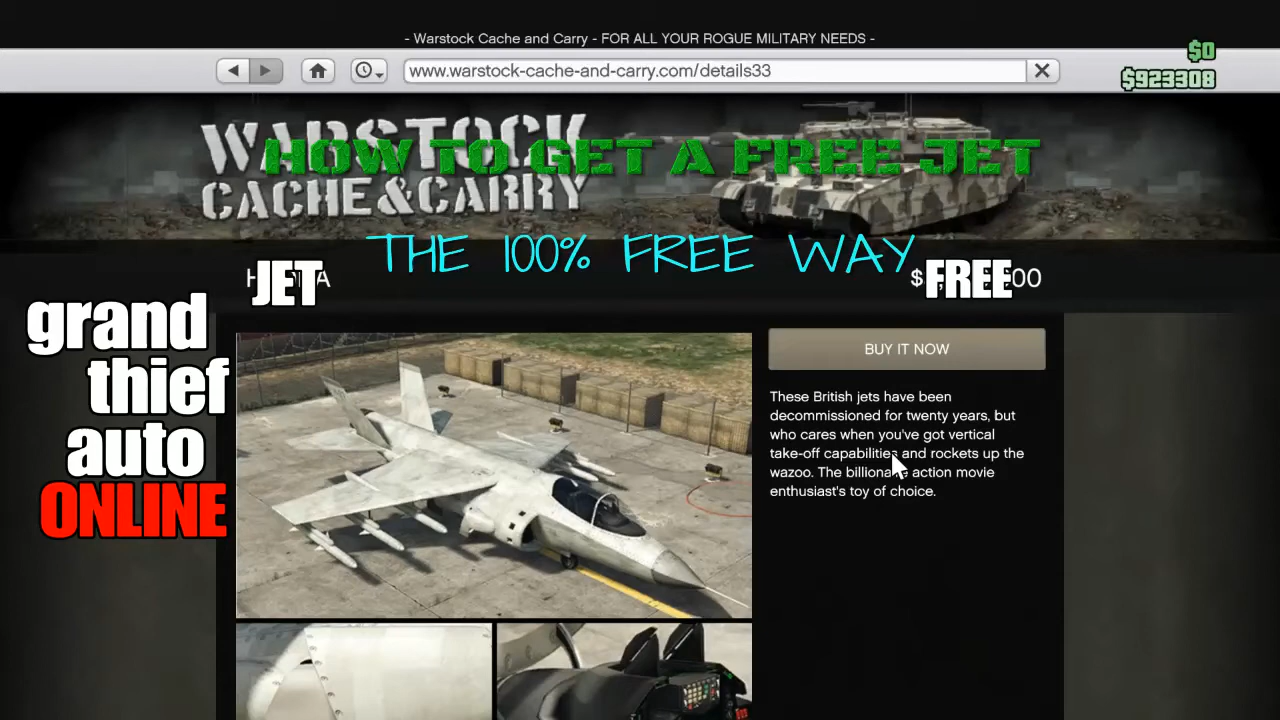 - Warstock Cache and Carry - FOR ALL YOUR ROGUE MILITARY NEEDS -
$0
www.warstock-cache-and-carry.com/details33
$923308
WARSTOCK
HOW TO GET A FREE JET
CACHE&CARRY
THE 100% FREE WAY
JET
FREE
grand
thief
auto
ONLINE
BUY IT NOW
These British jets have been
decommissioned for twenty years, but
who cares when you've got vertical
take-off capabilities and rockets up the
wazoo. The billionaire action movie
enthusiast's toy of choice.